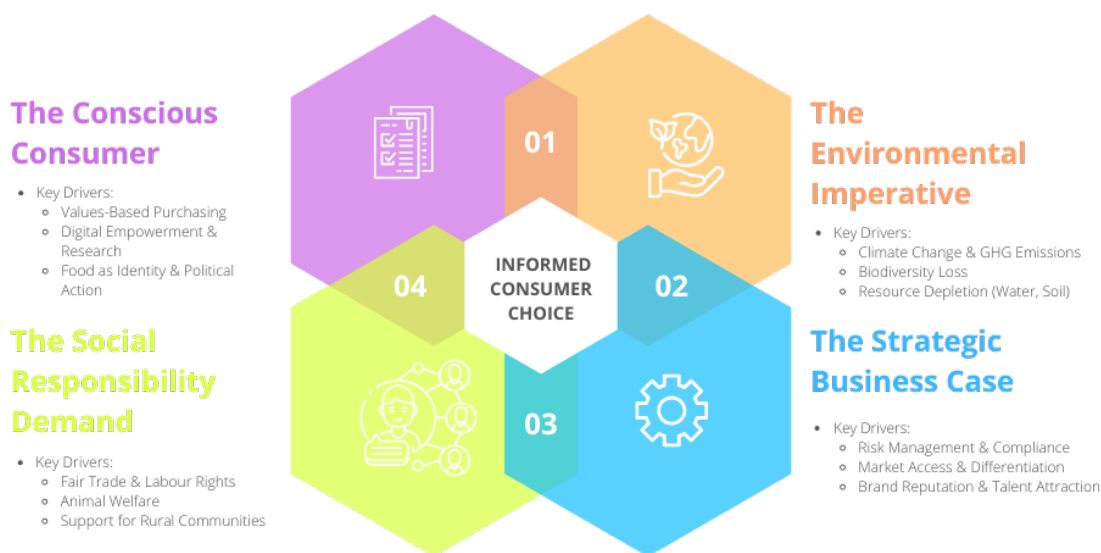 The Conscious
Consumer
Key Drivers:
Values-Based Purchasing
Digital Empowerment &
Research
Food as Identity & Political
Action
The
Environmental
Imperative
Key Drivers:
Climate Change & GHG Emissions
Biodiversity Loss
Resource Depletion (Water, Soil)
01
04
INFORMED
CONSUMER
CHOICE
02
03
The Social
Responsibility
Demand
Key Drivers:
Fair Trade & Labour Rights
Animal Welfare
Support for Rural Communities
The Strategic
Business Case
Key Drivers:
Risk Management & Compliance
Market Access & Differentiation
Brand Reputation & Talent Attraction